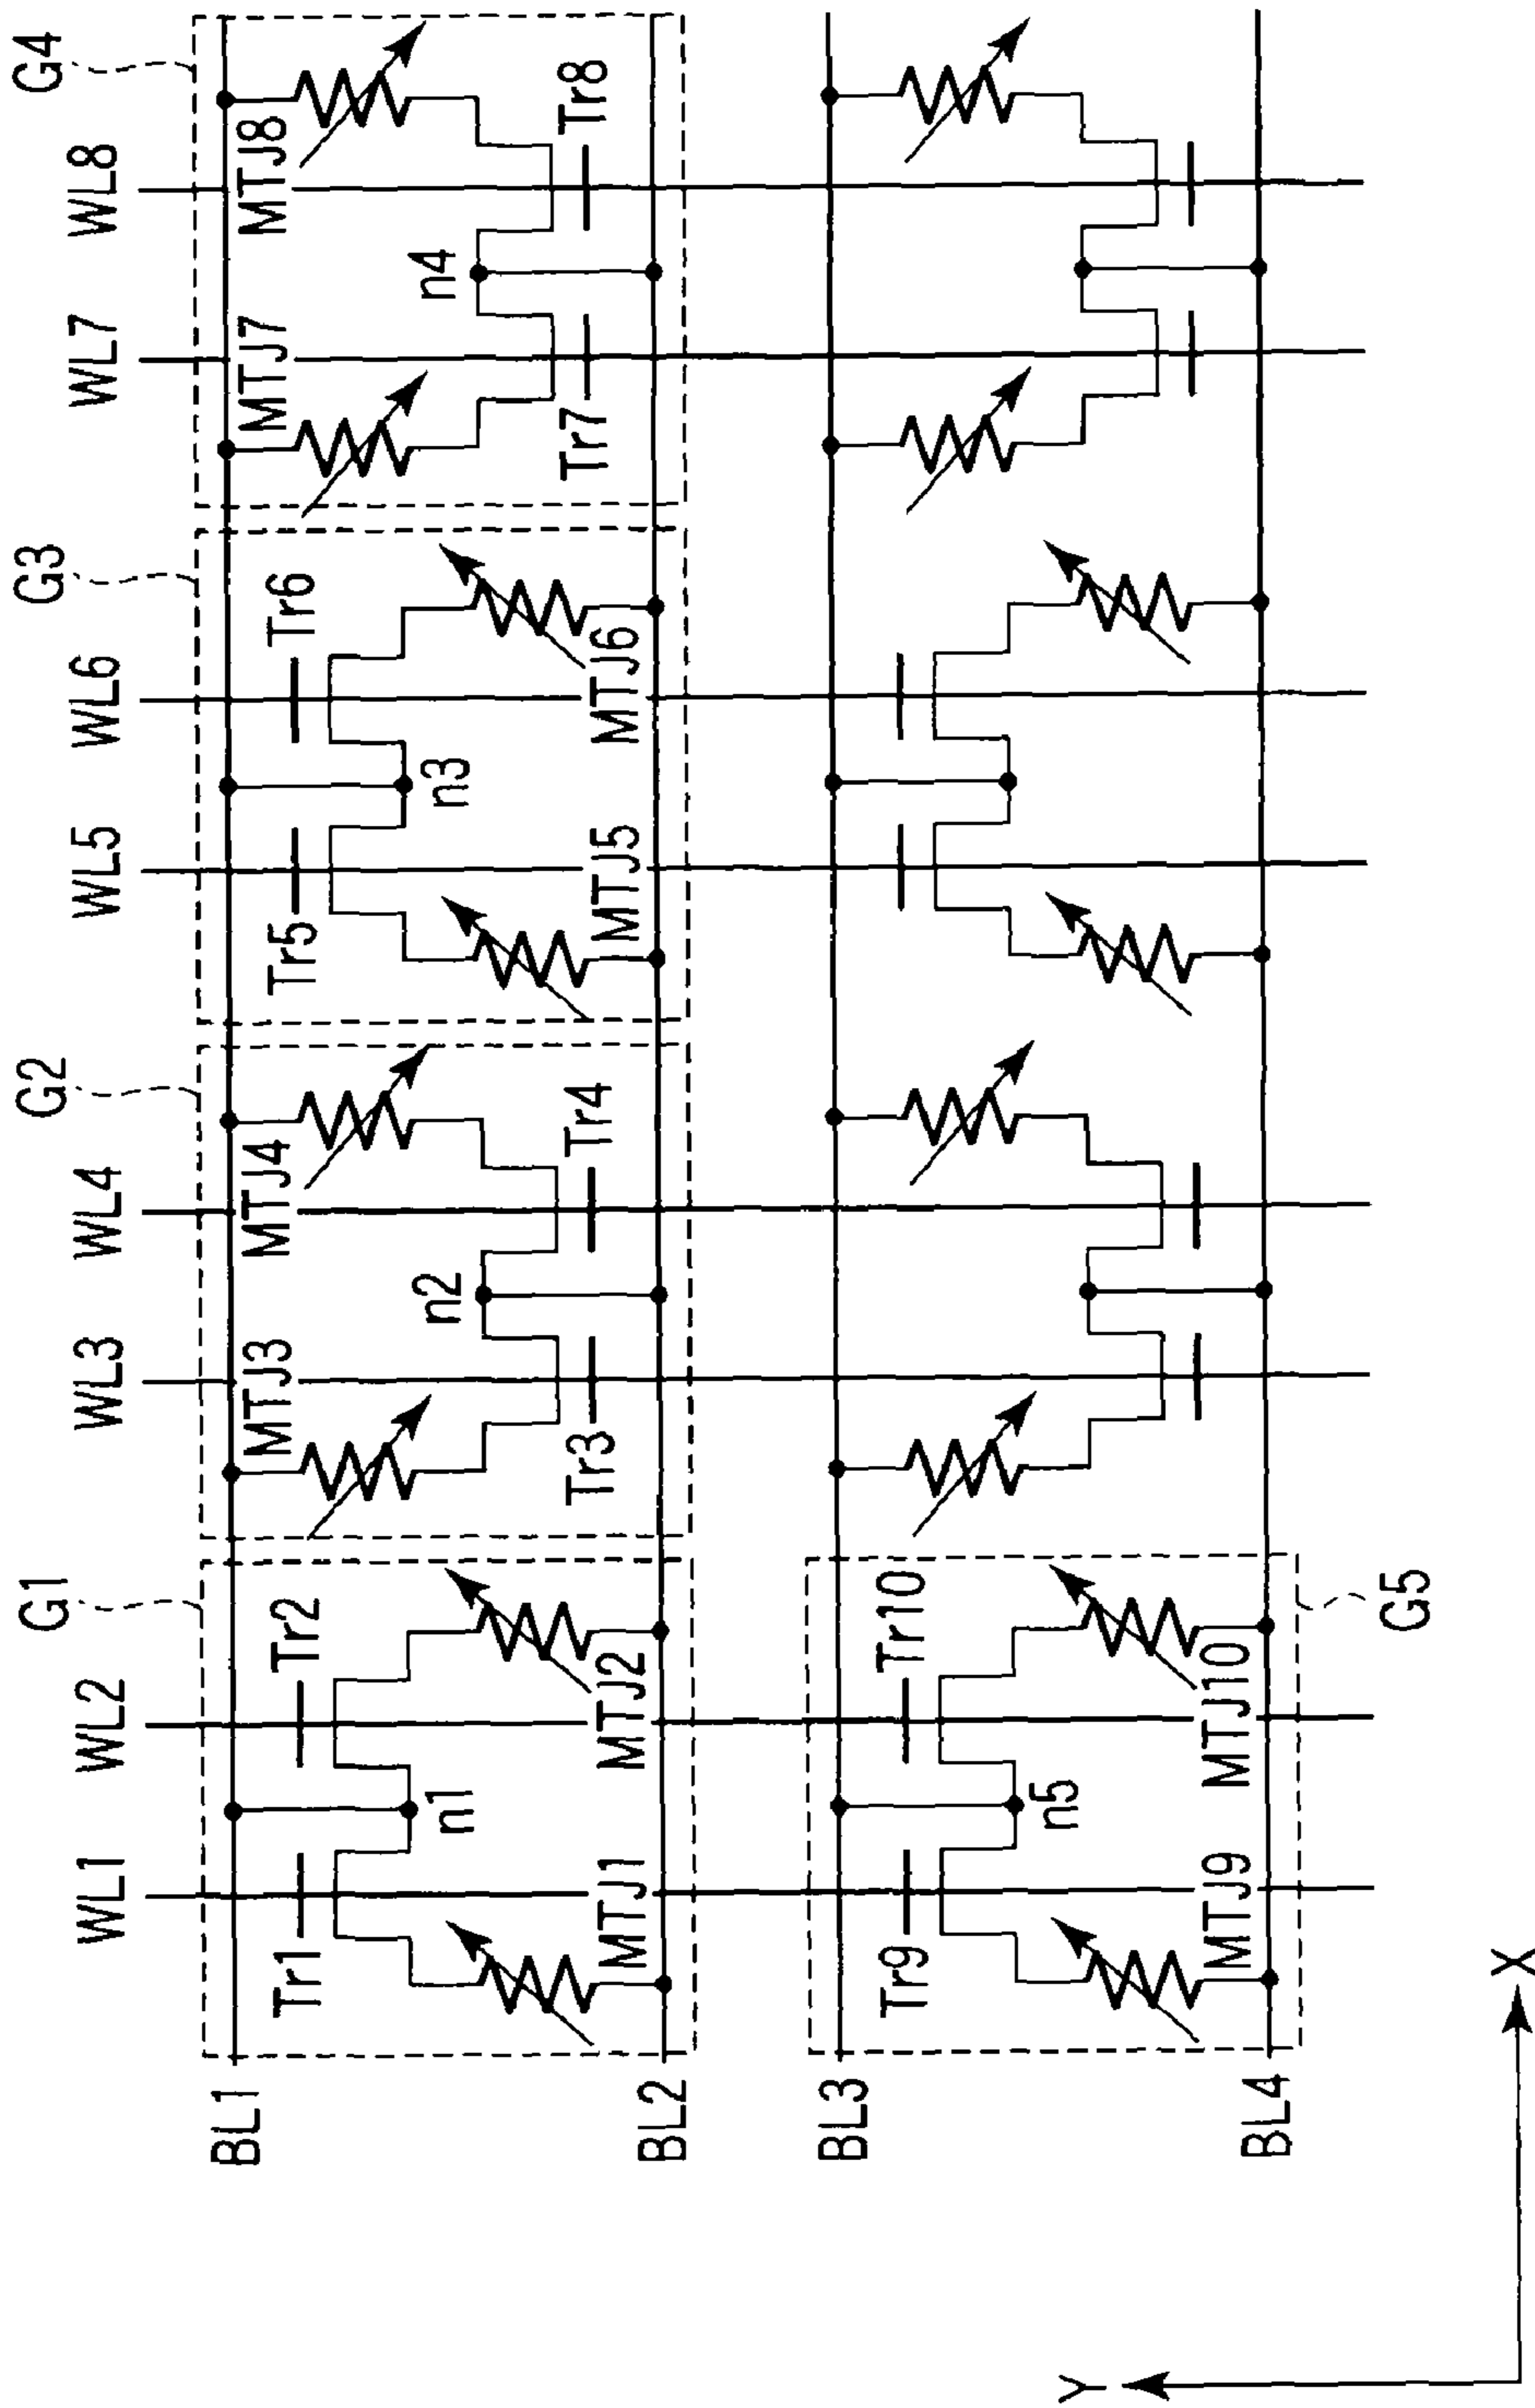 G1 G2 G3 G4
WL1 WL2 WL3 WL4 WL5 WL6 WL7 WL8
BL1
Tr1 Tr2 MTJ3 MTJ4 Tr5 Tr6 MTJ7 MTJ8
n1 n2 n3 n4
MTJ1 MTJ2 Tr3 Tr4 MTJ5 MTJ6 Tr7 Tr8
BL2
BL3
Tr9 Tr10
n5
MTJ9 MTJ10
BL4
G5
Y
X